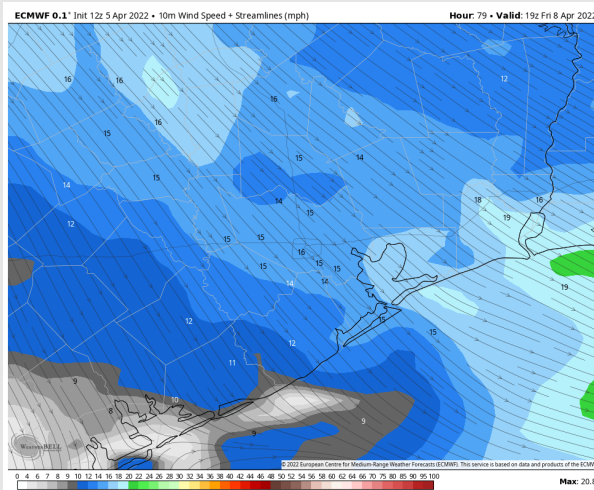 ECMWF 0.1° Init 12z 5 Apr 2022 • 10m Wind Speed + Streamlines (mph) Hour: 79 • Valid: 19z Fri 8 Apr 2022
16 16 12
16
16
15
15 14
15
14 18 16
14 19
15
12 15 15
16
15 15 15
14 14 19
12 15
15
12
11
9
10
8
9
9
WeatherBELL
© 2022 European Centre for Medium-Range Weather Forecasts (ECMWF). This service is based on data and products of the ECMW
0 4 6 7 8 9 10 12 14 16 18 20 22 24 26 28 30 32 34 36 38 40 42 44 46 48 50 52 54 56 58 60 62 64 66 70 75 80 85 90 95 100
Max: 20.8